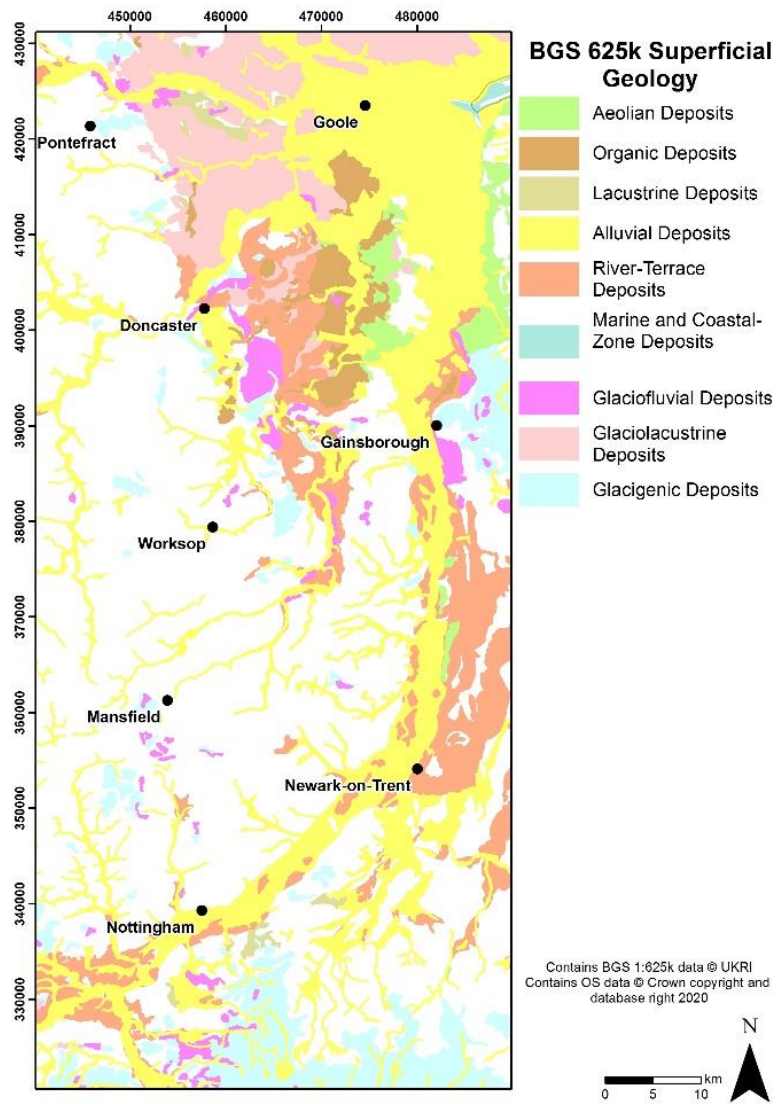 450000 460000 470000 480000
430000
420000
410000
400000
390000
380000
370000
360000
350000
340000
330000
Goole
Pontefract
Doncaster
Gainsborough
Worksop
Mansfield
Newark-on-Trent
Nottingham
BGS 625k Superficial
Geology
Aeolian Deposits
Organic Deposits
Lacustrine Deposits
Alluvial Deposits
River-Terrace
Deposits
Marine and Coastal-
Zone Deposits
Glaciofluvial Deposits
Glaciolacustrine
Deposits
Glacigenic Deposits
Contains BGS 1:625k data © UKRI
Contains OS data © Crown copyright and
database right 2020
N
km
0 5 10